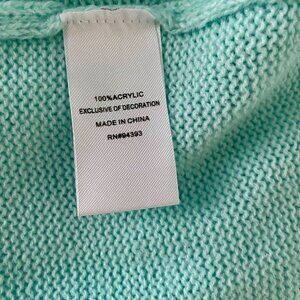 100%ACRYLIC
EXCLUSIVE OF DECORATION
MADE IN CHINA
RN#94393